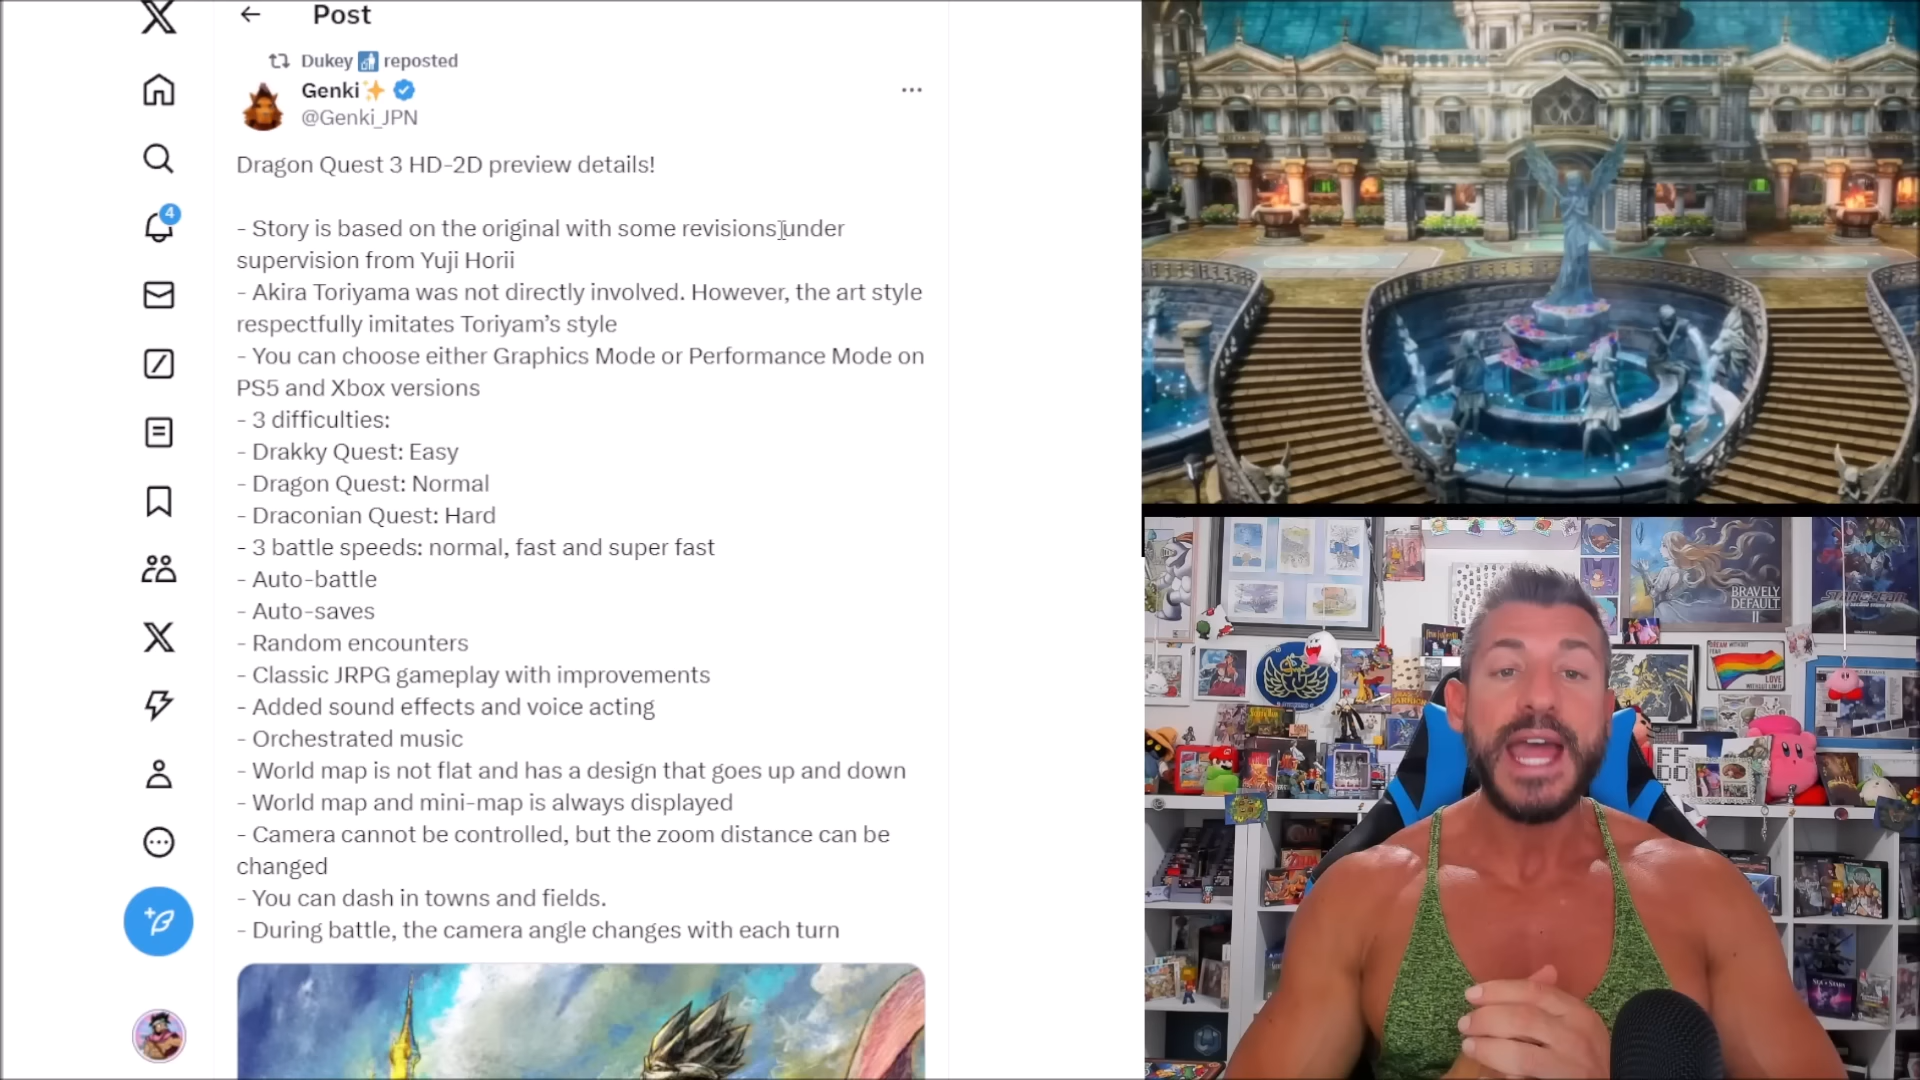 Post
Dukey reposted
Genki
@Genki_JPN
4
Dragon Quest 3 HD-2D preview details!
- Story is based on the original with some revisions under
supervision from Yuji Horii
- Akira Toriyama was not directly involved. However, the art style
respectfully imitates Toriyam's style
- You can choose either Graphics Mode or Performance Mode on
PS5 and Xbox versions
- 3 difficulties:
- Drakky Quest: Easy
- Dragon Quest: Normal
- Draconian Quest: Hard
- 3 battle speeds: normal, fast and super fast
- Auto-battle
- Auto-saves
- Random encounters
- Classic JRPG gameplay with improvements
- Added sound effects and voice acting
- Orchestrated music
- World map is not flat and has a design that goes up and down
- World map and mini-map is always displayed
- Camera cannot be controlled, but the zoom distance can be
changed
- You can dash in towns and fields.
- During battle, the camera angle changes with each turn
BRAVELY
DEFAULT
II
LOVE
ZELDA